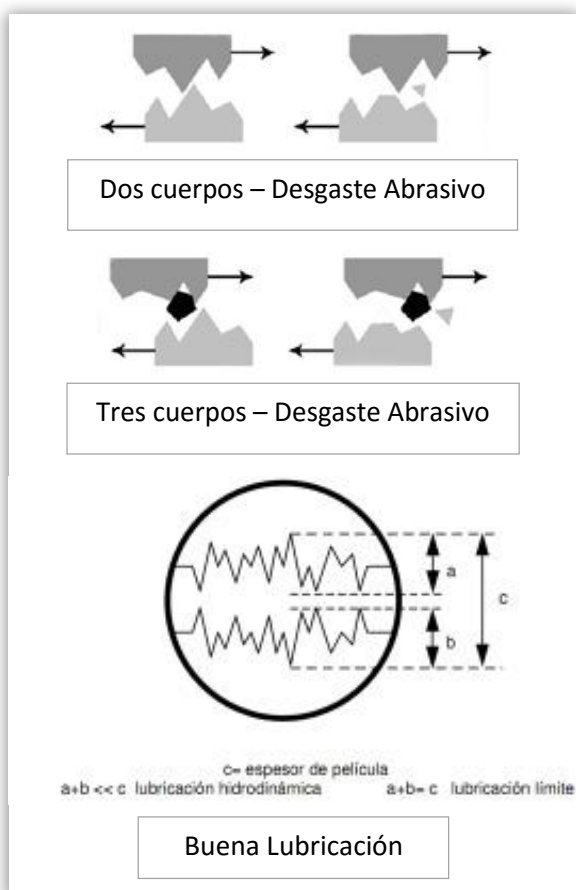 Dos cuerpos – Desgaste Abrasivo
Tres cuerpos – Desgaste Abrasivo
a
c
b
c= espesor de película
a+b << c lubricación hidrodinámica a+b= c lubricación límite
Buena Lubricación